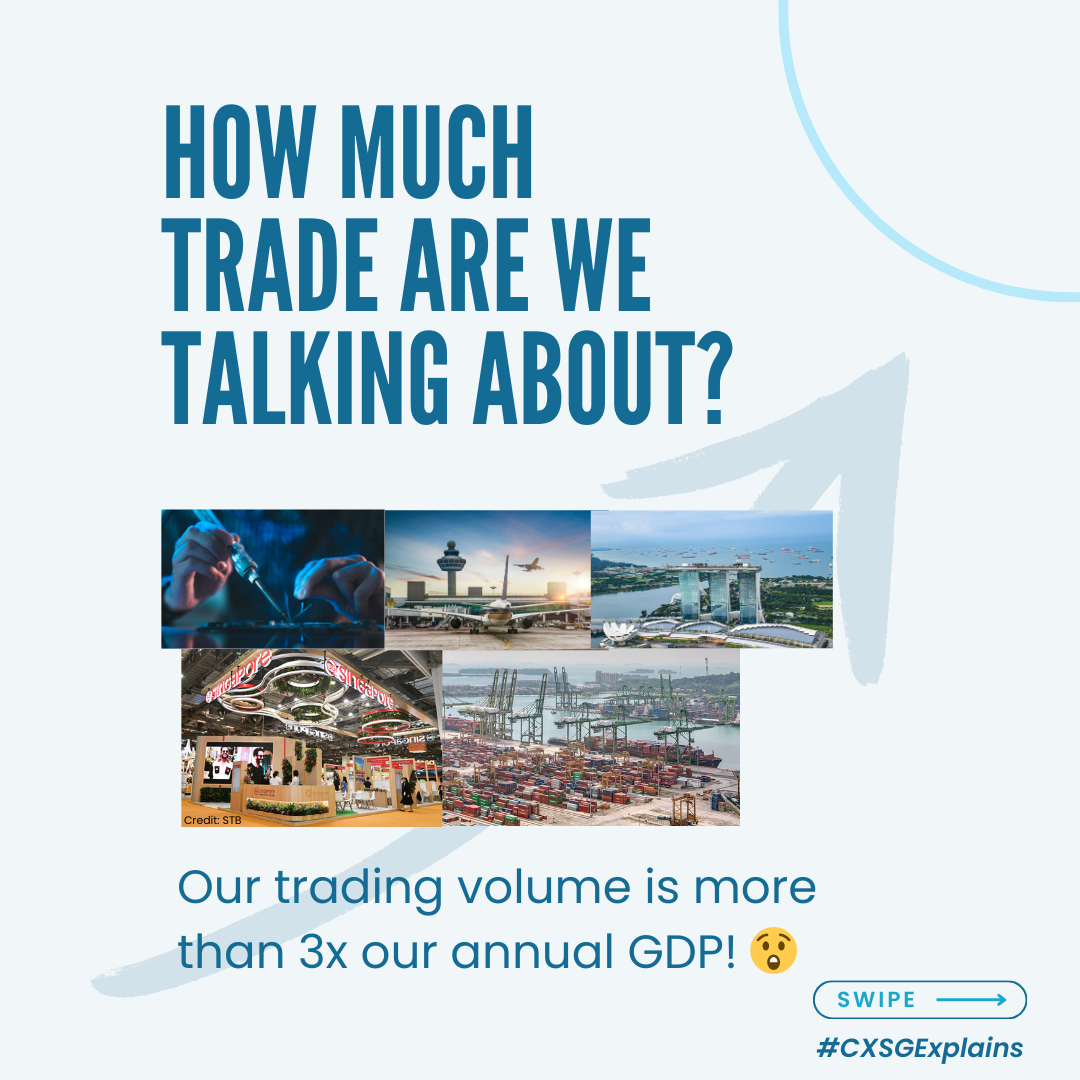 HOW MUCH
TRADE ARE WE
TALKING ABOUT?
SINGAPORE
SINGAPORE
Credit: STB
Our trading volume is more
than 3x our annual GDP! 😲
SWIPE
#CXSGExplains